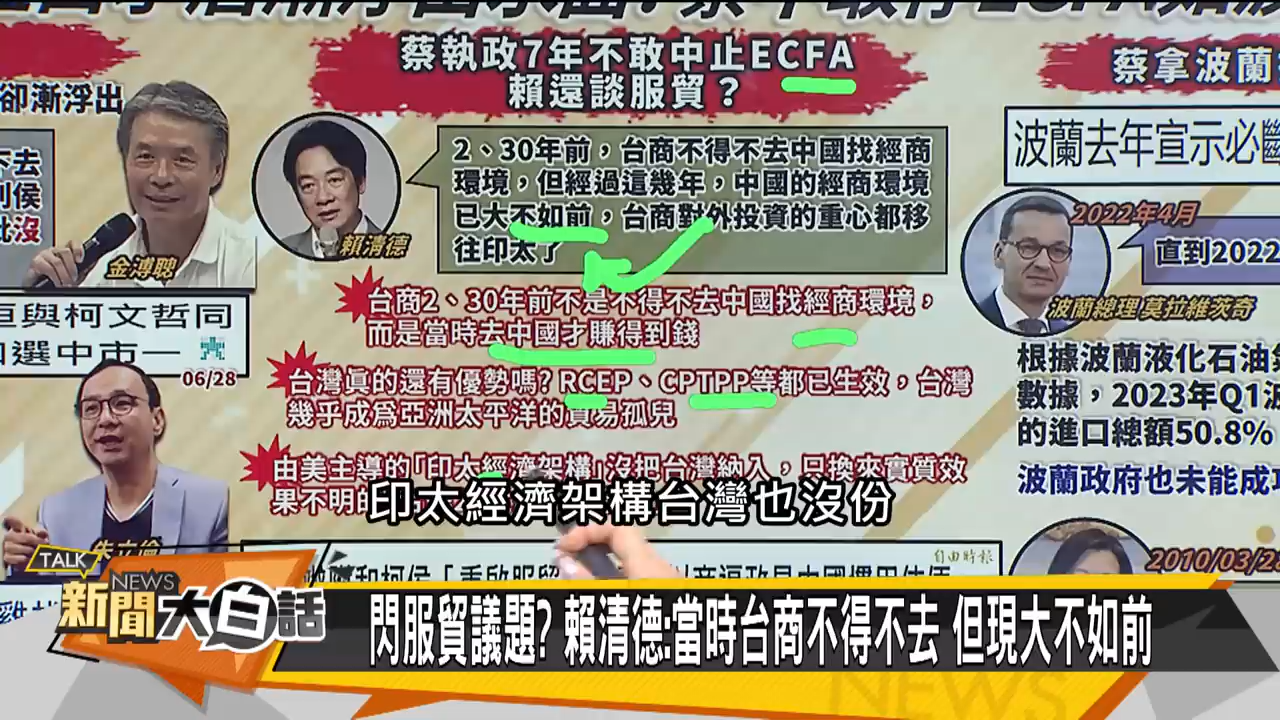 蔡執政7年不敢中止ECFA
賴還談服貿？
蔡拿波蘭
卻漸浮出
金溥聰
2、30年前，台商不得不去中國找經商
環境，但經過這幾年，中國的經商環境
已大不如前，台商對外投資的重心都移
往印太了
賴清德
波蘭去年宣示必斷
2022年4月
直到2022
波蘭總理 莫拉維茨奇
台商2、30年前不是不得不去中國找經商環境，
而是當時去中國才賺得到錢
與柯文哲同
選中市一
06/28
台灣真的還有優勢嗎? RCEP、CPTPP等都已生效，台灣
幾乎成為亞洲太平洋的貿易孤兒
根據波蘭液化石油
數據，2023年Q1波
的進口總額50.8%
由美主導的「印太經濟架構」沒把台灣納入，只換來實質效
果不明的
波蘭政府也未能成功
印太經濟架構台灣也沒份
朱立倫
自由時報
2010/03/28
TALK
NEWS
新聞大白話
閃服貿議題? 賴清德:當時台商不得不去 但現大不如前
NEWS